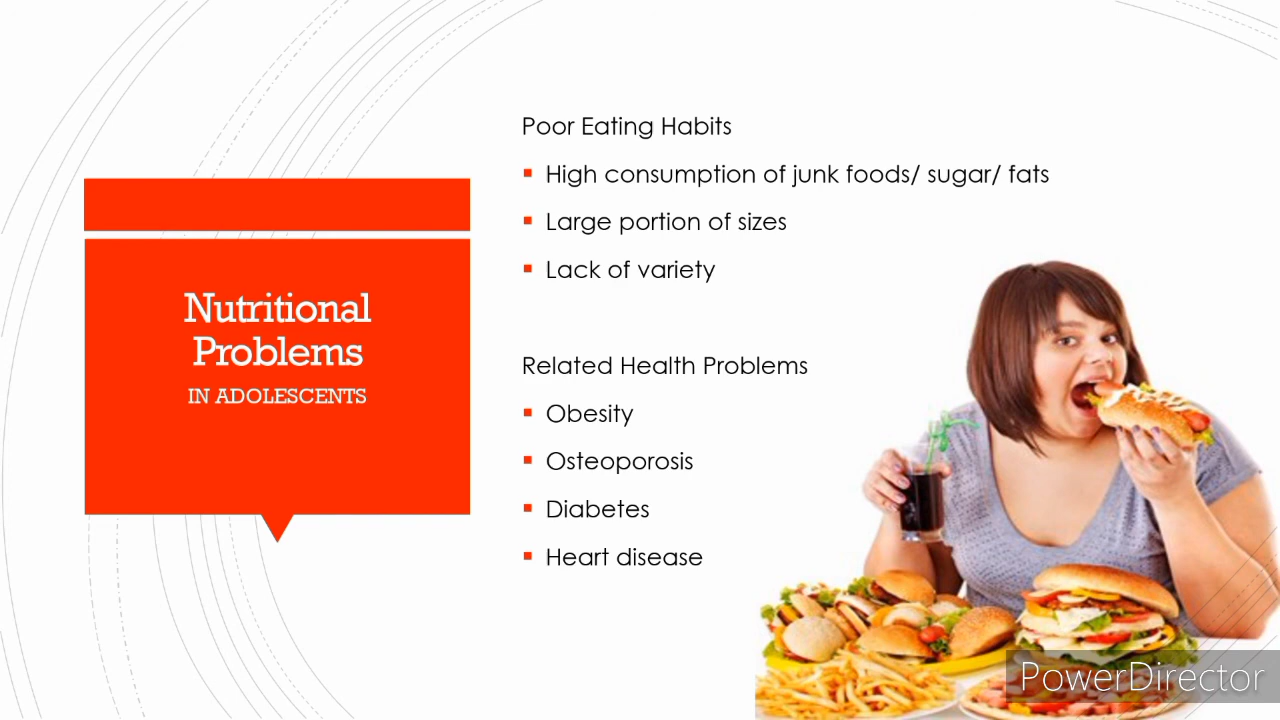 Nutritional
Problems
IN ADOLESCENTS
Poor Eating Habits
High consumption of junk foods/ sugar/ fats
Large portion of sizes
Lack of variety
Related Health Problems
Obesity
Osteoporosis
Diabetes
Heart disease
PowerDirector